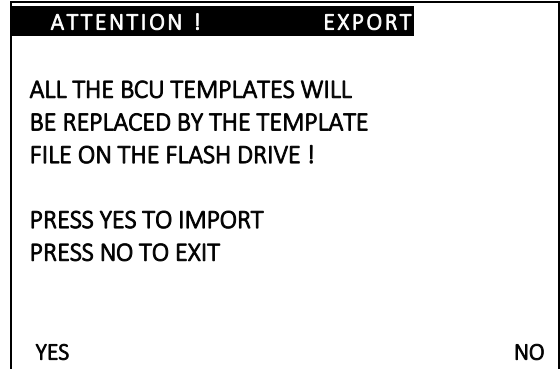 ATTENTION ! EXPORT
ALL THE BCU TEMPLATES WILL
BE REPLACED BY THE TEMPLATE
FILE ON THE FLASH DRIVE !
PRESS YES TO IMPORT
PRESS NO TO EXIT
YES NO